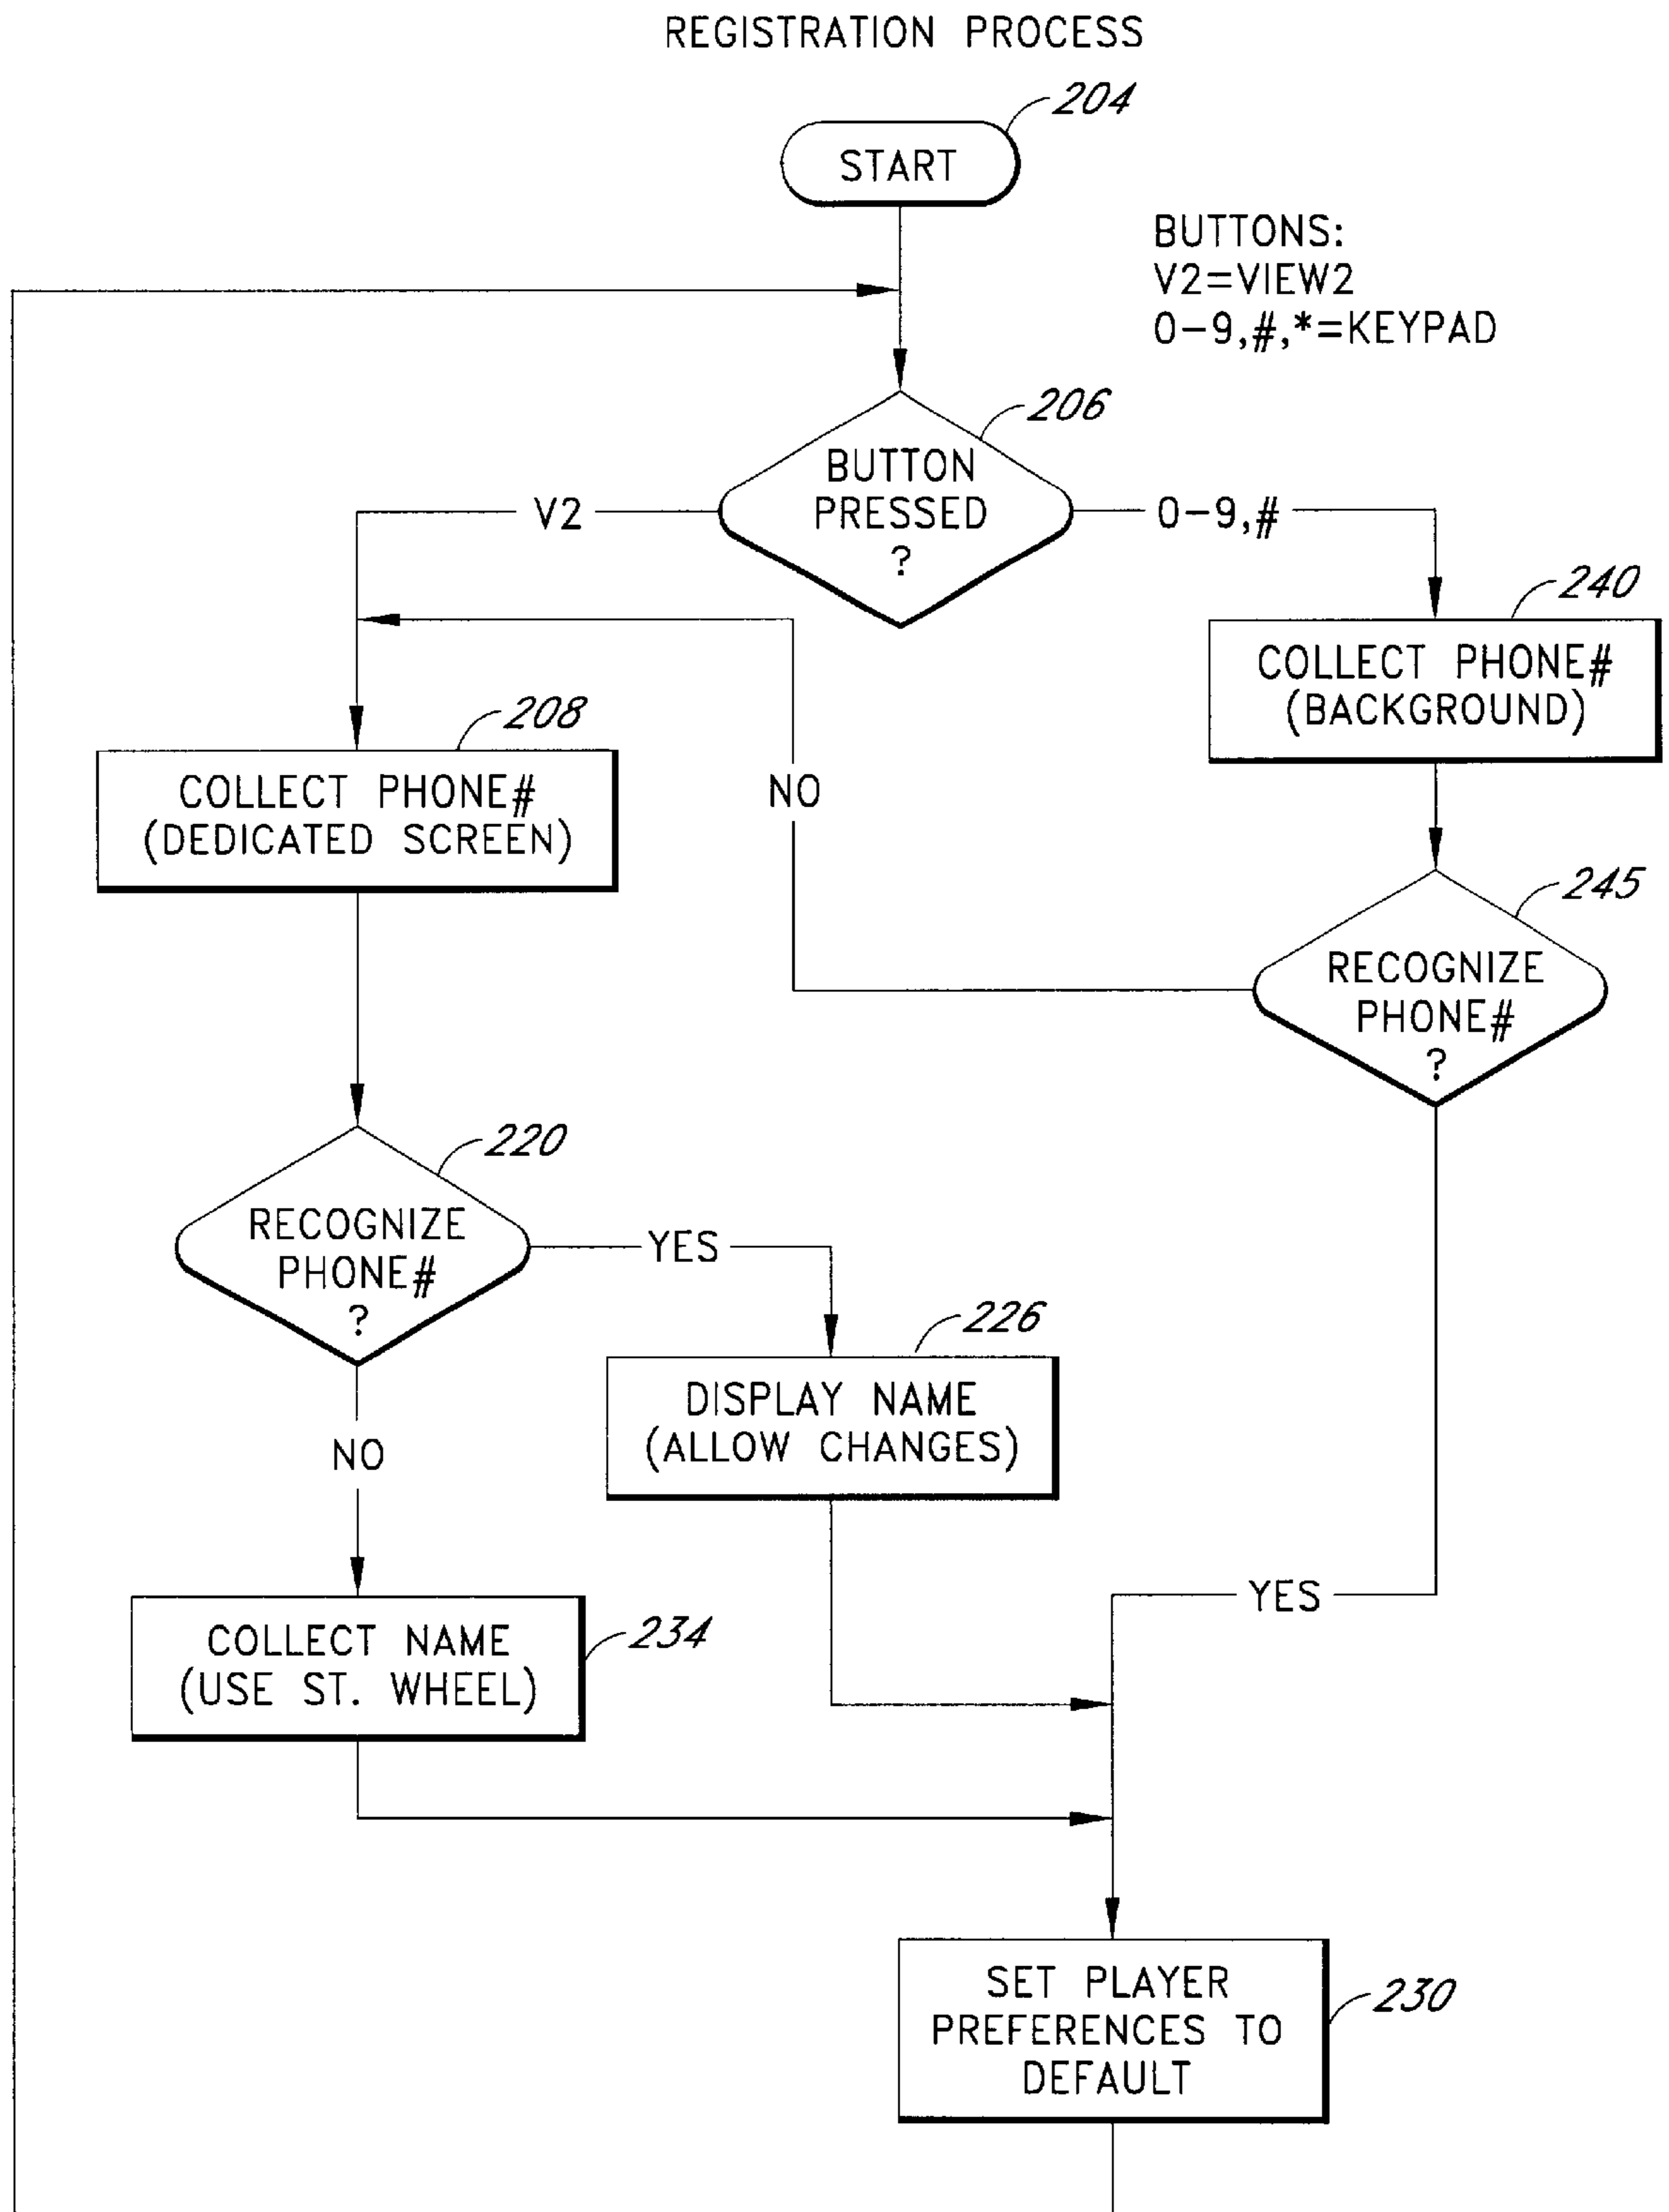 REGISTRATION PROCESS
204
START
BUTTONS:
V2=VIEW2
0-9,#,*=KEYPAD
206
BUTTON
PRESSED
?
V2
0-9,#
240
COLLECT PHONE#
(BACKGROUND)
208
COLLECT PHONE#
(DEDICATED SCREEN)
NO
245
RECOGNIZE
PHONE#
?
220
RECOGNIZE
PHONE#
?
YES
226
DISPLAY NAME
(ALLOW CHANGES)
NO
YES
234
COLLECT NAME
(USE ST. WHEEL)
SET PLAYER
PREFERENCES TO
DEFAULT
230